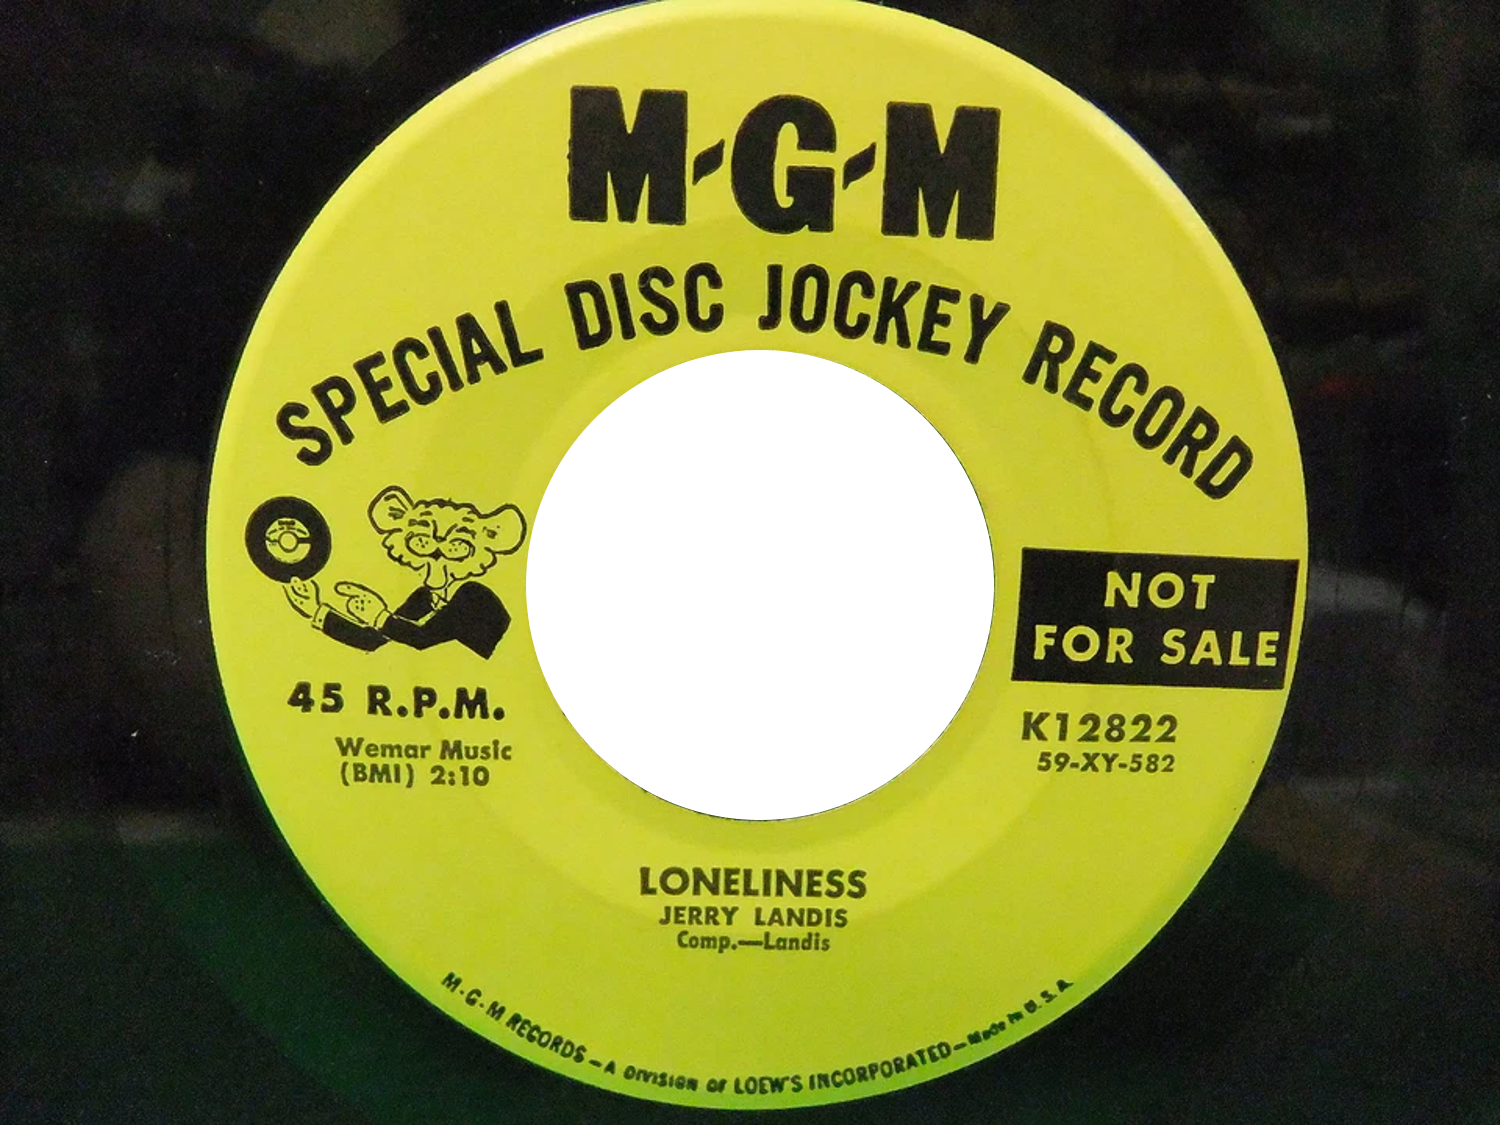 M-G-M
SPECIAL DISC JOCKEY RECORD
NOT
FOR SALE
45 R.P.M.
Wemar Music
(BMI) 2:10
K12822
59-XY-582
LONELINESS
JERRY LANDIS
Comp.—Landis
M-G-M RECORDS — A DIVISION OF LOEW'S INCORPORATED — Made in U.S.A.